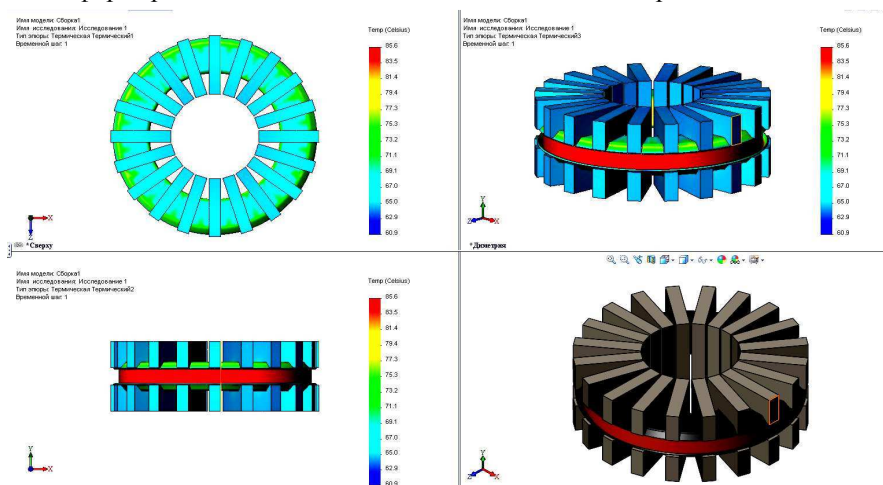 Имя модели: Сборка1
Имя исследования: Исследование 1
Тип эпюры: Термическая Термический1
Временной шаг: 1
Temp (Celsius)
85.6
83.5
81.4
79.4
77.3
75.3
73.2
71.1
69.1
67.0
65.0
62.9
60.9
X
Z
*Сверху
Имя модели: Сборка1
Имя исследования: Исследование 1
Тип эпюры: Термическая Термический3
Временной шаг: 1
Temp (Celsius)
85.6
83.5
81.4
79.4
77.3
75.3
73.2
71.1
69.1
67.0
65.0
62.9
60.9
Y
Z
X
*Диметрия
Имя модели: Сборка1
Имя исследования: Исследование 1
Тип эпюры: Термическая Термический2
Временной шаг: 1
Temp (Celsius)
85.6
83.5
81.4
79.4
77.3
75.3
73.2
71.1
69.1
67.0
65.0
62.9
60.9
Y
X
Y
Z
X